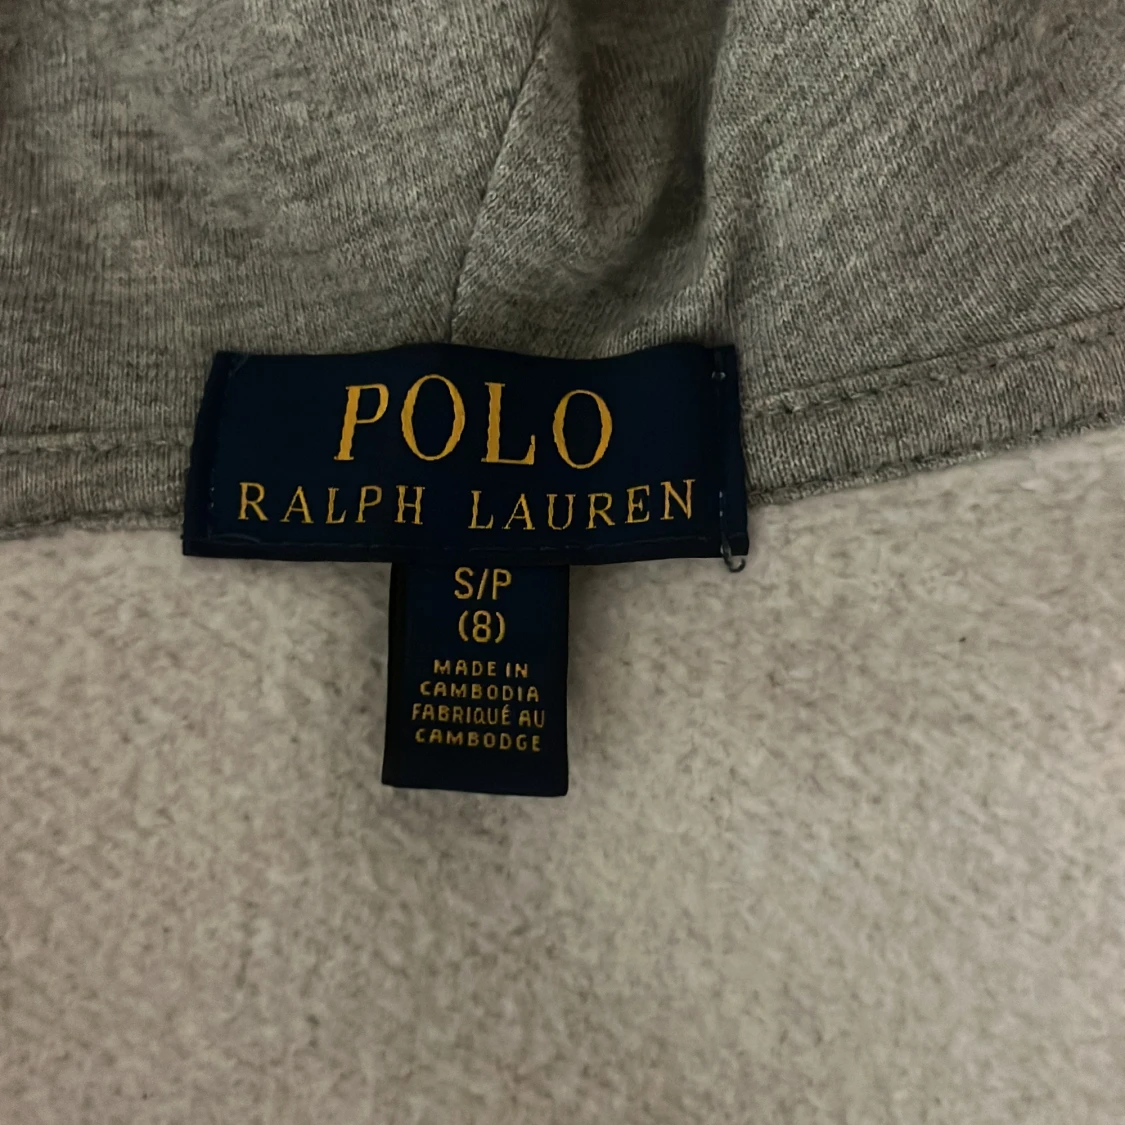 POLO
RALPH LAUREN
S/P
(8)
MADE IN
CAMBODIA
FABRIQUÉ AU
CAMBODGE